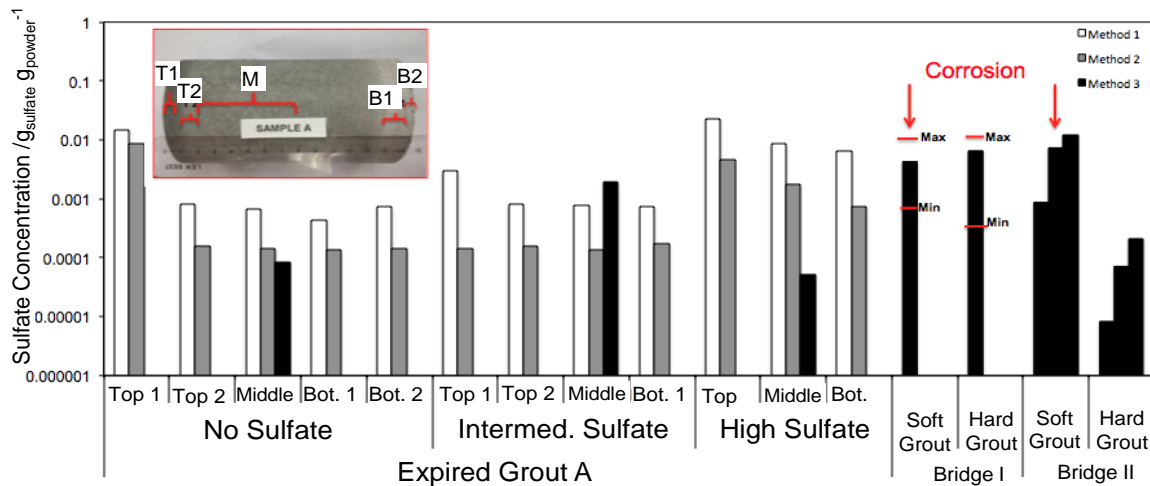 Sulfate Concentration /g_sulfate g_powder^-1
1
0.1
0.01
0.001
0.0001
0.00001
0.000001
T1
T2
M
B1
B2
SAMPLE A
Method 1
Method 2
Method 3
Corrosion
Max
Min
Max
Min
Top 1
Top 2
Middle
Bot. 1
Bot. 2
Top 1
Top 2
Middle
Bot. 1
Top
Middle
Bot.
No Sulfate
Intermed. Sulfate
High Sulfate
Expired Grout A
Soft Grout
Hard Grout
Soft Grout
Hard Grout
Bridge I
Bridge II